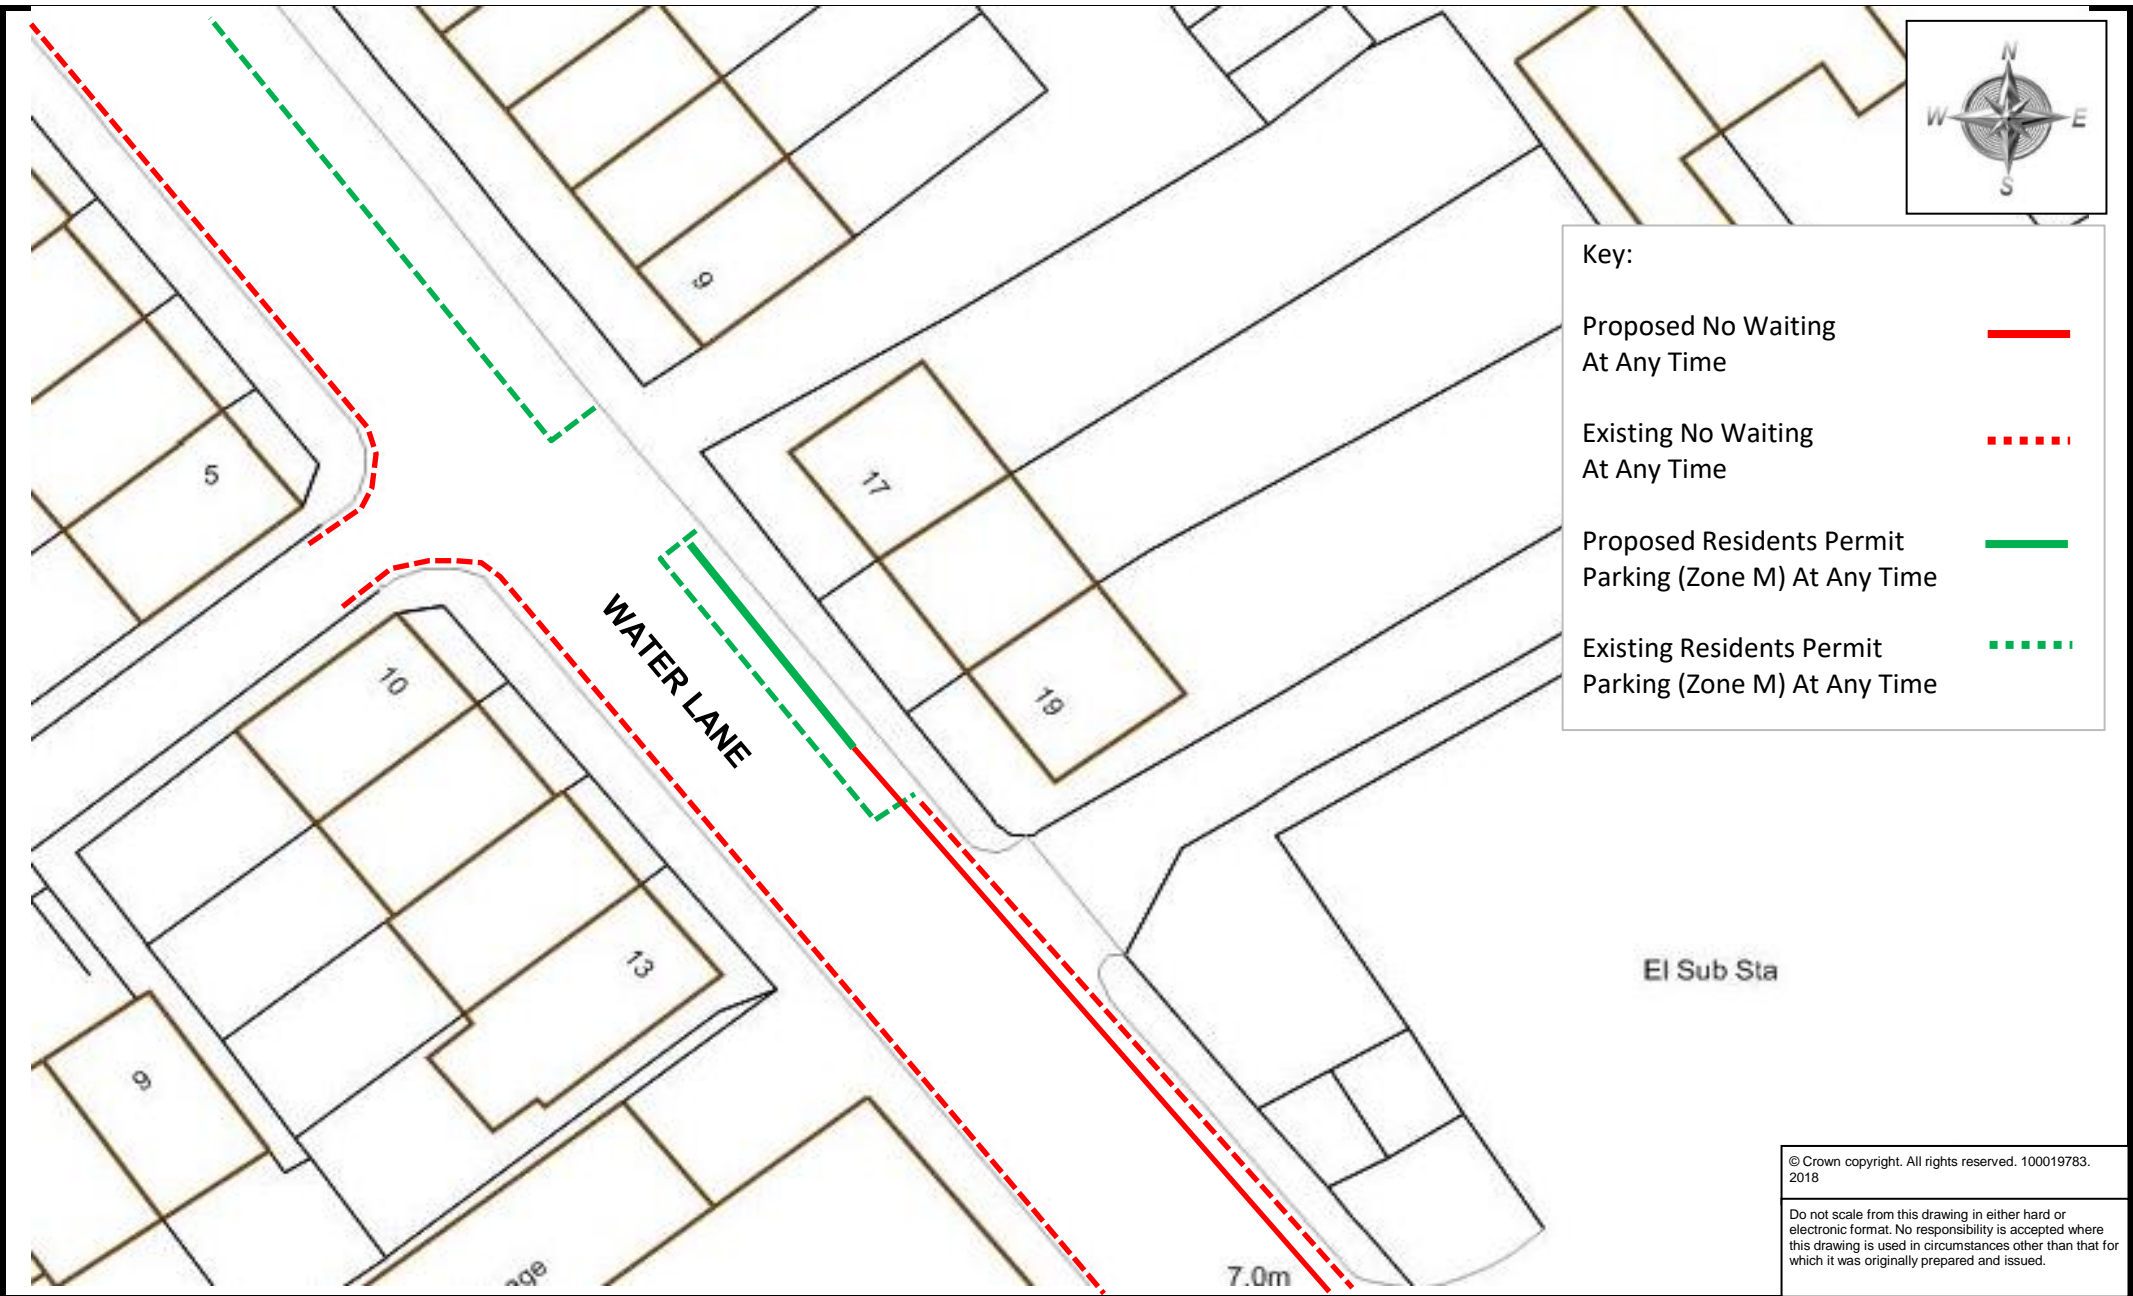 N
W E
S
Key:
Proposed No Waiting
At Any Time
Existing No Waiting
At Any Time
Proposed Residents Permit
Parking (Zone M) At Any Time
Existing Residents Permit
Parking (Zone M) At Any Time
9
5
17
WATER LANE
10
19
13
9
El Sub Sta
age
7.0m
© Crown copyright. All rights reserved. 100019783.
2018
Do not scale from this drawing in either hard or
electronic format. No responsibility is accepted where
this drawing is used in circumstances other than that for
which it was originally prepared and issued.